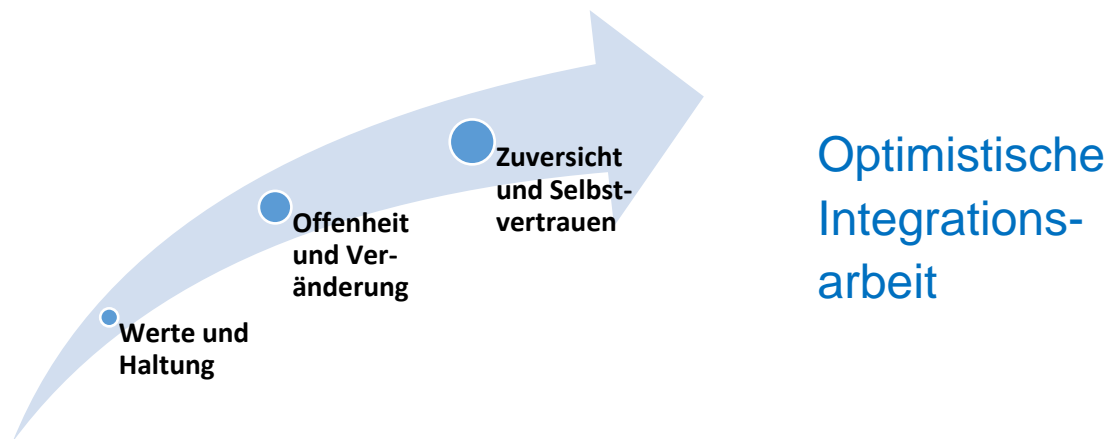 Zuversicht
und Selbst-
vertrauen
Offenheit
und Ver-
änderung
Werte und
Haltung
Optimistische
Integrations-
arbeit